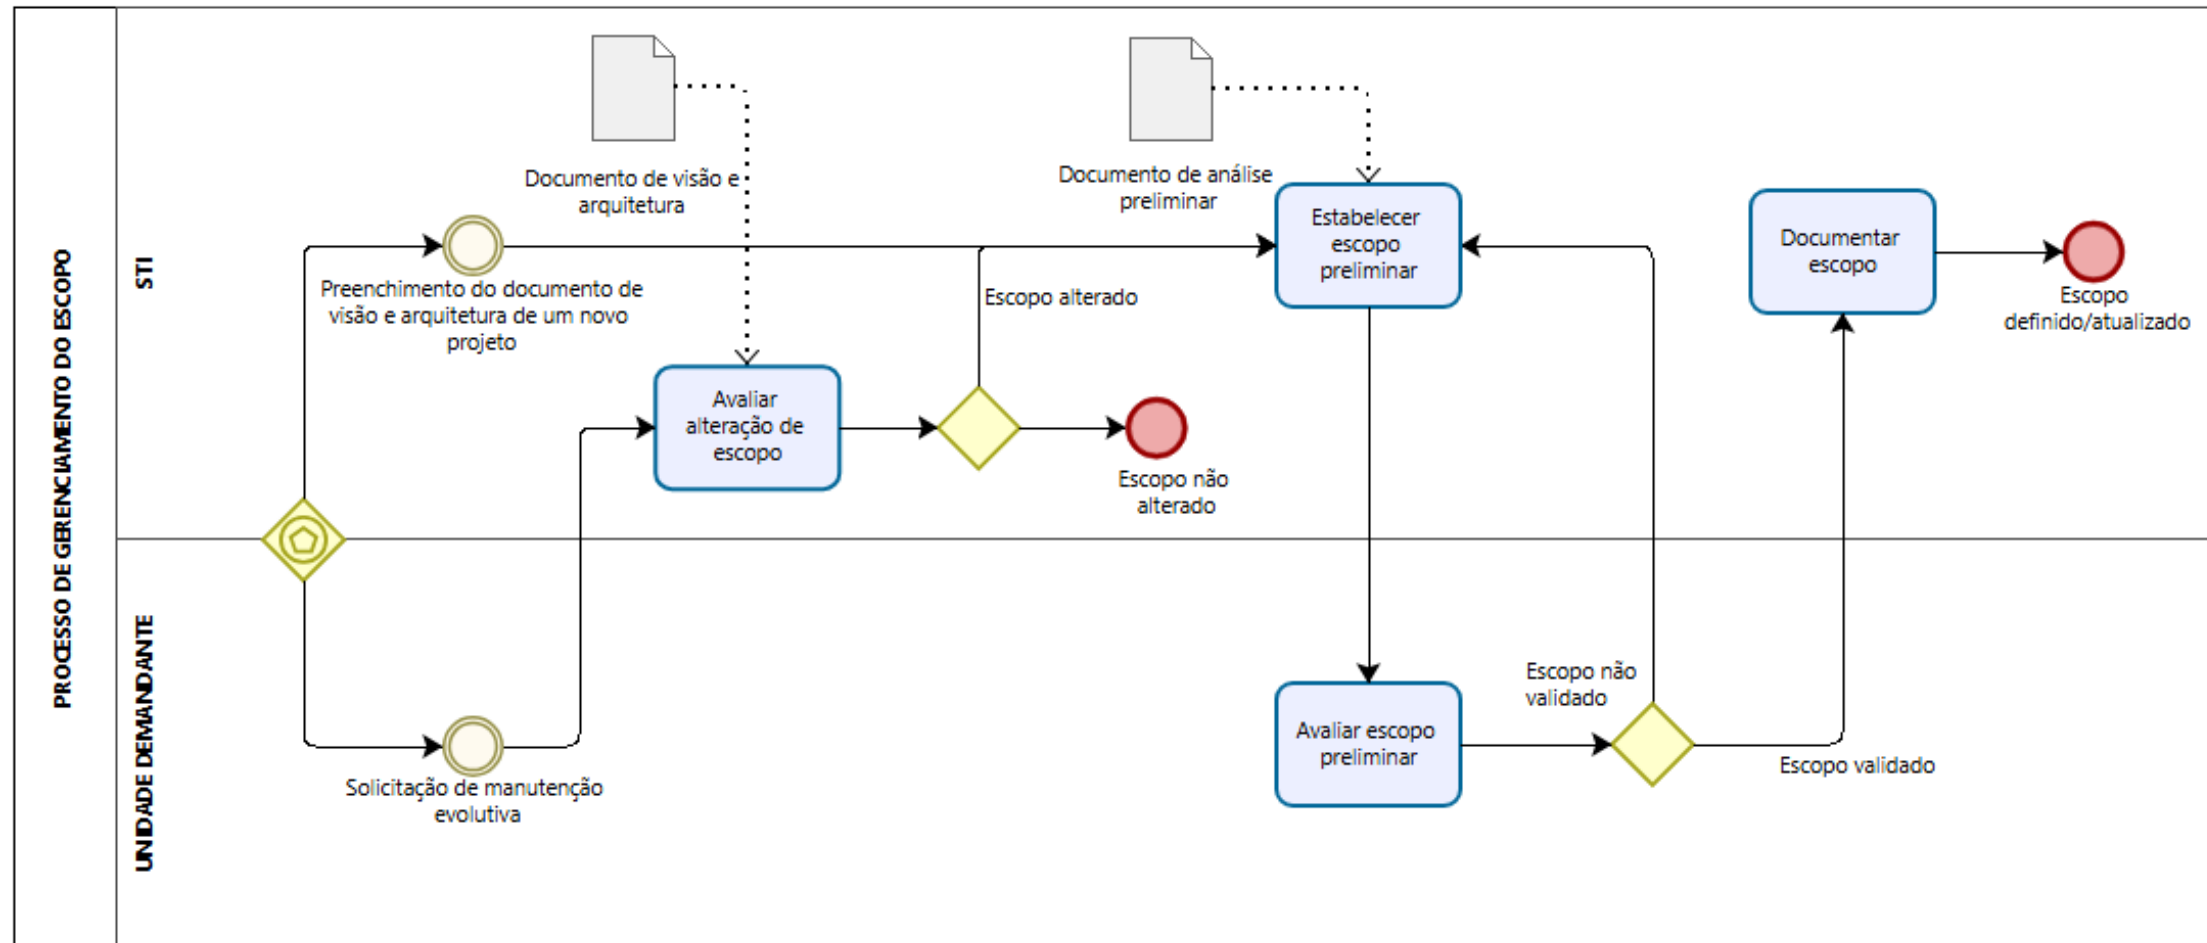 PROCESSO DE GERENCIAMENTO DO ESCOPO
STI
Documento de visão e
arquitetura
Documento de análise
preliminar
Preenchimento do documento de
visão e arquitetura de um novo
projeto
Escopo alterado
Estabelecer
escopo
preliminar
Documentar
escopo
Escopo
definido/atualizado
Avaliar
alteração de
escopo
Escopo não
alterado
UNIDADE DEMANDANTE
Solicitação de manutenção
evolutiva
Avaliar escopo
preliminar
Escopo não
validado
Escopo validado